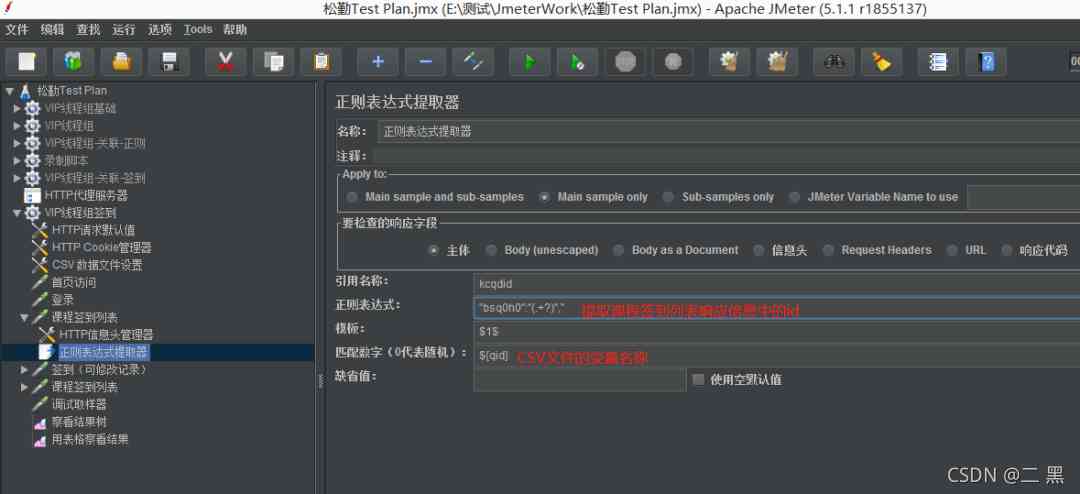 松勤Test Plan.jmx (E:\测试\JmeterWork\松勤Test Plan.jmx) - Apache JMeter (5.1.1 r1855137)
文件 编辑 查找 运行 选项 Tools 帮助
00
松勤Test Plan
VIP线程组基础
VIP线程组
VIP线程组-关联-正则
录制脚本
VIP线程组-关联-签到
HTTP代理服务器
VIP线程组签到
HTTP请求默认值
HTTP Cookie管理器
CSV 数据文件设置
首页访问
登录
课程签到列表
HTTP信息头管理器
正则表达式提取器
签到（可修改记录）
课程签到列表
调试取样器
察看结果树
用表格察看结果
正则表达式提取器
名称： 正则表达式提取器
注释：
Apply to:
Main sample and sub-samples Main sample only Sub-samples only JMeter Variable Name to use
要检查的响应字段
主体 Body (unescaped) Body as a Document 信息头 Request Headers URL 响应代码
引用名称： kcqdid
正则表达式： "bsq0h0":"(.+?)"," 提取课程签到列表响应信息中的id
模板： $1$
匹配数字（0代表随机）： ${qid} CSV文件的变量名称
缺省值： 使用空默认值
CSDN @二 黑